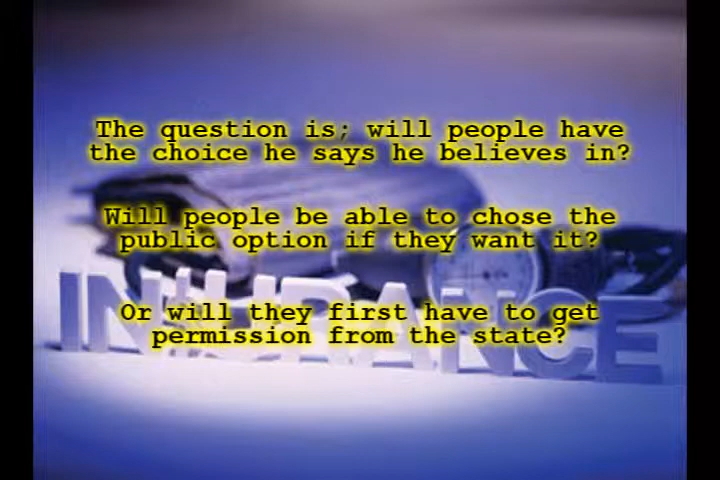 The question is; will people have
the choice he says he believes in?
Will people be able to chose the
public option if they want it?
Or will they first have to get
permission from the state?
INSURANCE